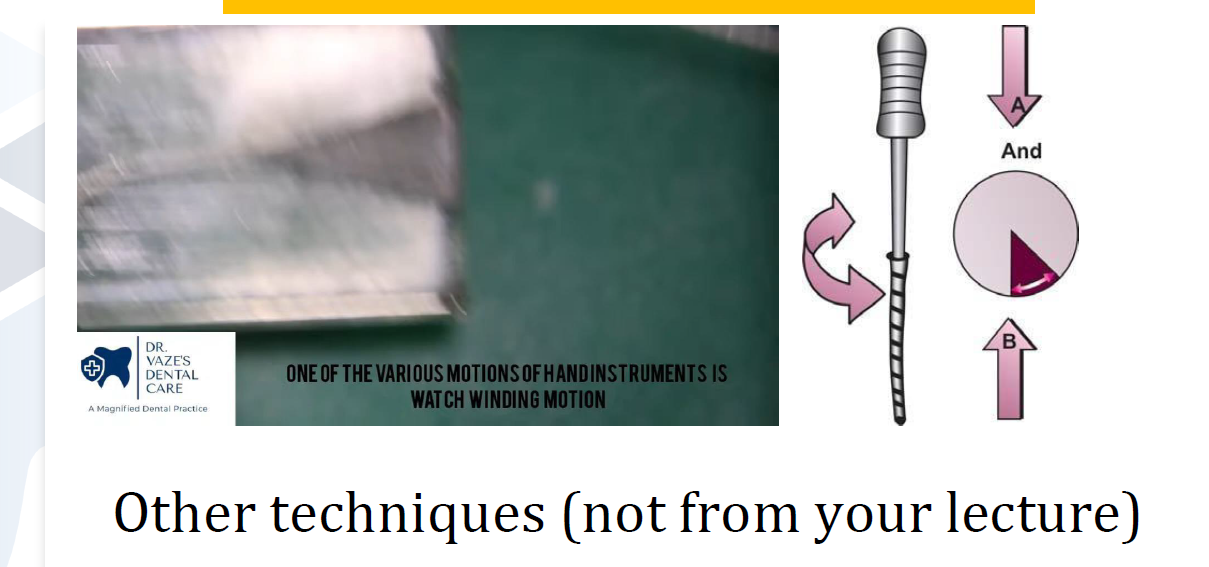 DR.
VAZE'S
DENTAL
CARE
A Magnified Dental Practice
ONE OF THE VARIOUS MOTIONS OF HAND INSTRUMENTS IS
WATCH WINDING MOTION
A
And
B
Other techniques (not from your lecture)